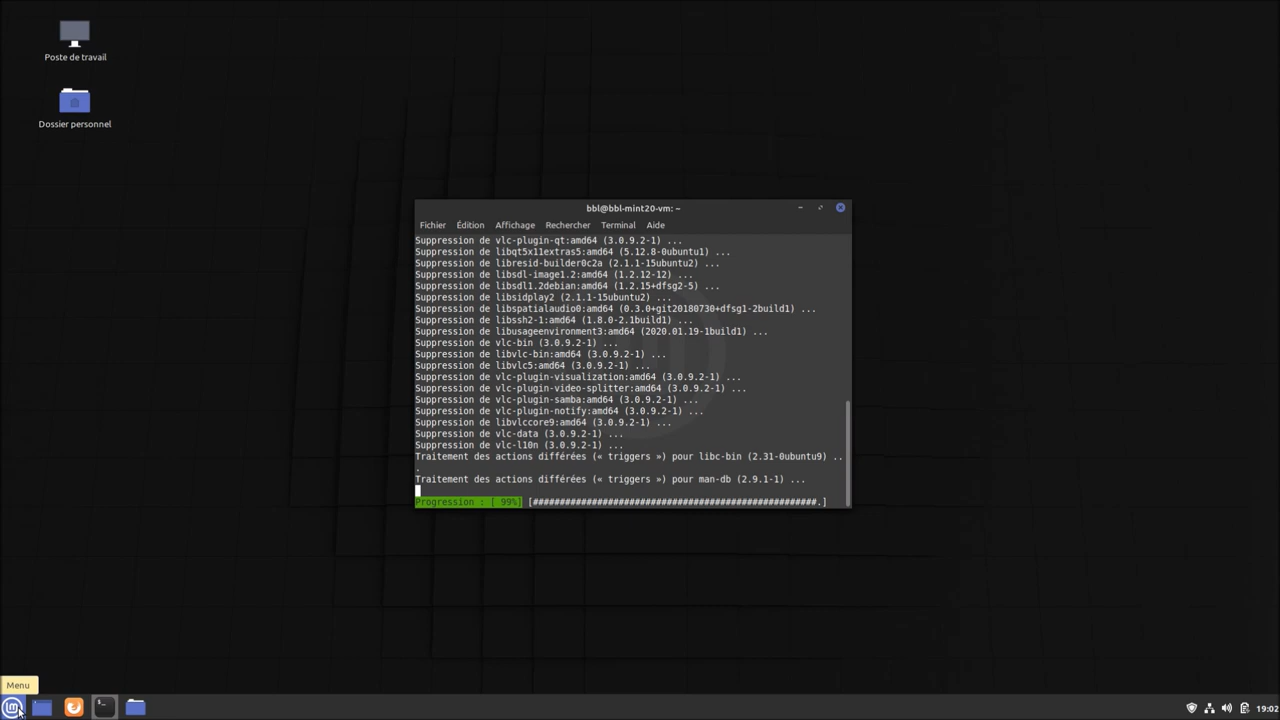 Poste de travail
Dossier personnel
bbl@bbl-mint20-vm: ~
Fichier Édition Affichage Rechercher Terminal Aide
Suppression de vlc-plugin-qt:amd64 (3.0.9.2-1) ...
Suppression de libqt5x11extras5:amd64 (5.12.8-0ubuntu1) ...
Suppression de libresid-builder0c2a (2.1.1-15ubuntu2) ...
Suppression de libsdl-image1.2:amd64 (1.2.12-12) ...
Suppression de libsdl1.2debian:amd64 (1.2.15+dfsg2-5) ...
Suppression de libsidplay2 (2.1.1-15ubuntu2) ...
Suppression de libspatialaudio0:amd64 (0.3.0+git20180730+dfsg1-2build1) ...
Suppression de libssh2-1:amd64 (1.8.0-2.1build1) ...
Suppression de libusageenvironment3:amd64 (2020.01.19-1build1) ...
Suppression de vlc-bin (3.0.9.2-1) ...
Suppression de libvlc-bin:amd64 (3.0.9.2-1) ...
Suppression de libvlc5:amd64 (3.0.9.2-1) ...
Suppression de vlc-plugin-visualization:amd64 (3.0.9.2-1) ...
Suppression de vlc-plugin-video-splitter:amd64 (3.0.9.2-1) ...
Suppression de vlc-plugin-samba:amd64 (3.0.9.2-1) ...
Suppression de vlc-plugin-notify:amd64 (3.0.9.2-1) ...
Suppression de libvlccore9:amd64 (3.0.9.2-1) ...
Suppression de vlc-data (3.0.9.2-1) ...
Suppression de vlc-l10n (3.0.9.2-1) ...
Traitement des actions différées (« triggers ») pour libc-bin (2.31-0ubuntu9) ..
.
Traitement des actions différées (« triggers ») pour man-db (2.9.1-1) ...
Progression : [ 99%] [######################################################.]
Menu
19:02